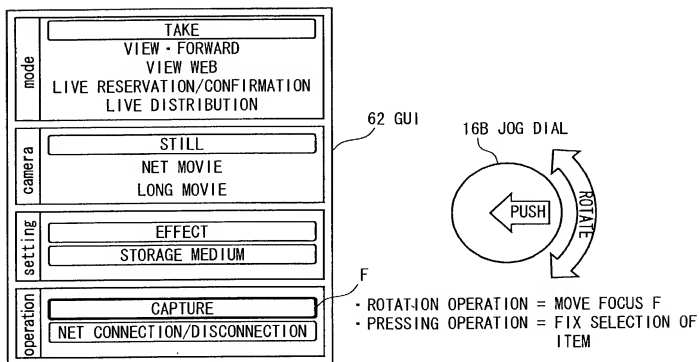 mode
TAKE
VIEW · FORWARD
VIEW WEB
LIVE RESERVATION/CONFIRMATION
LIVE DISTRIBUTION
camera
STILL
NET MOVIE
LONG MOVIE
setting
EFFECT
STORAGE MEDIUM
operation
CAPTURE
NET CONNECTION/DISCONNECTION
62 GUI
F
16B JOG DIAL
PUSH
ROTATE
· ROTATION OPERATION = MOVE FOCUS F
· PRESSING OPERATION = FIX SELECTION OF
ITEM